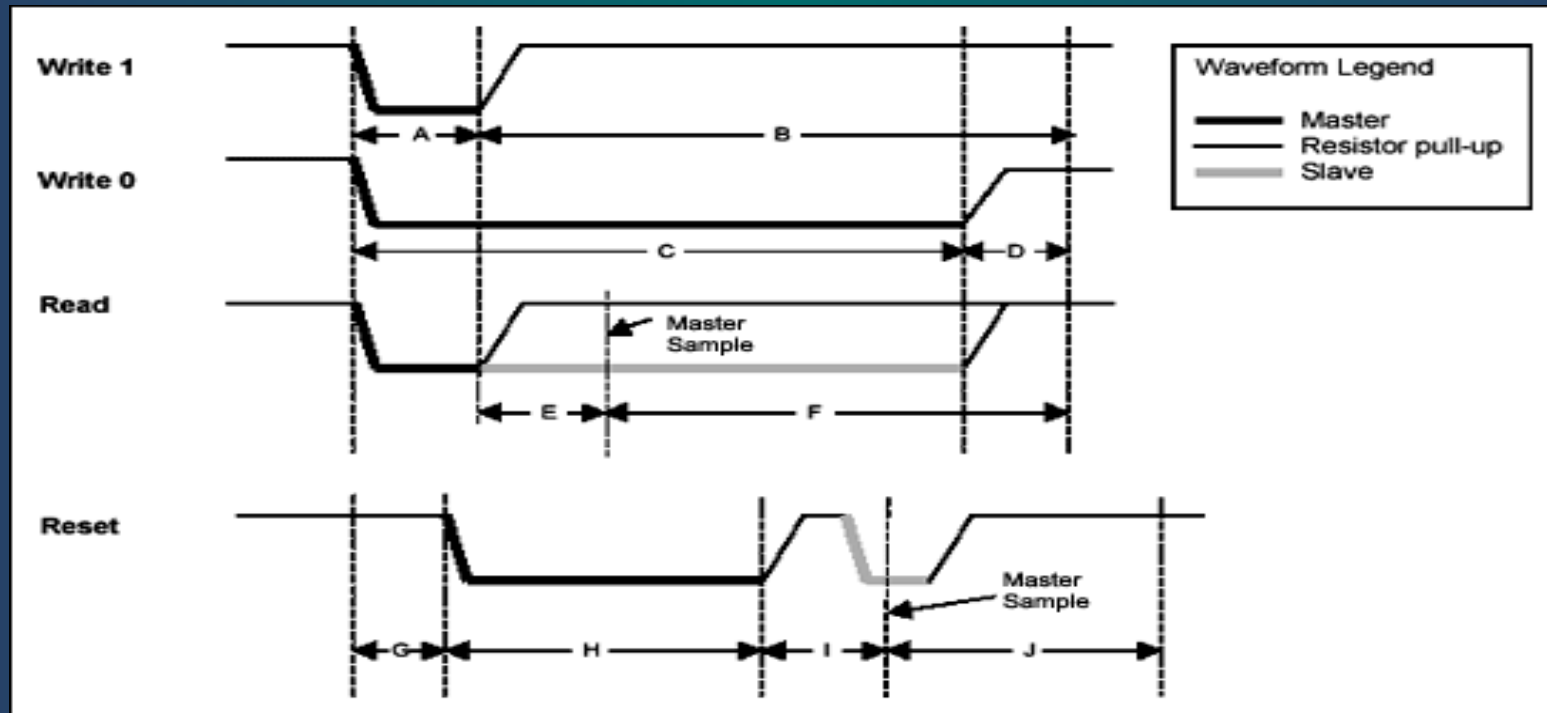 Write 1
A
B
Write 0
C
D
Read
Master
Sample
E
F
Reset
Master
Sample
G
H
I
J
Waveform Legend
Master
Resistor pull-up
Slave